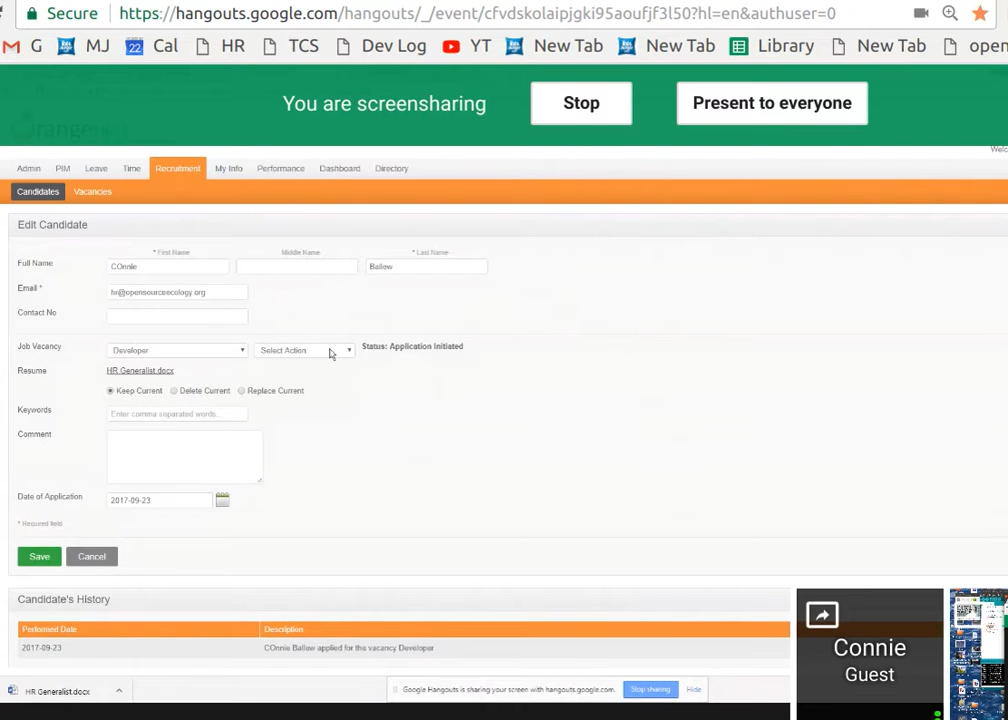 Secure https://hangouts.google.com/hangouts/_/event/cfvdskolaipjgki95aoufjf3l50?hl=en&authuser=0
G MJ 22 Cal HR TCS Dev Log YT New Tab New Tab Library New Tab open
You are screensharing Stop Present to everyone
Admin PIM Leave Time Recruitment My Info Performance Dashboard Directory
Candidates Vacancies
Edit Candidate
* First Name Middle Name * Last Name
Full Name COnnie Ballew
Email * hr@opensourceecology.org
Contact No
Job Vacancy Developer Select Action Status: Application Initiated
Resume HR Generalist.docx
Keep Current Delete Current Replace Current
Keywords Enter comma separated words...
Comment
Date of Application 2017-09-23
* Required field
Save Cancel
Candidate's History
Performed Date Description
2017-09-23 COnnie Ballew applied for the vacancy Developer
Connie
Guest
HR Generalist.docx Google Hangouts is sharing your screen with hangouts.google.com. Stop sharing Hide